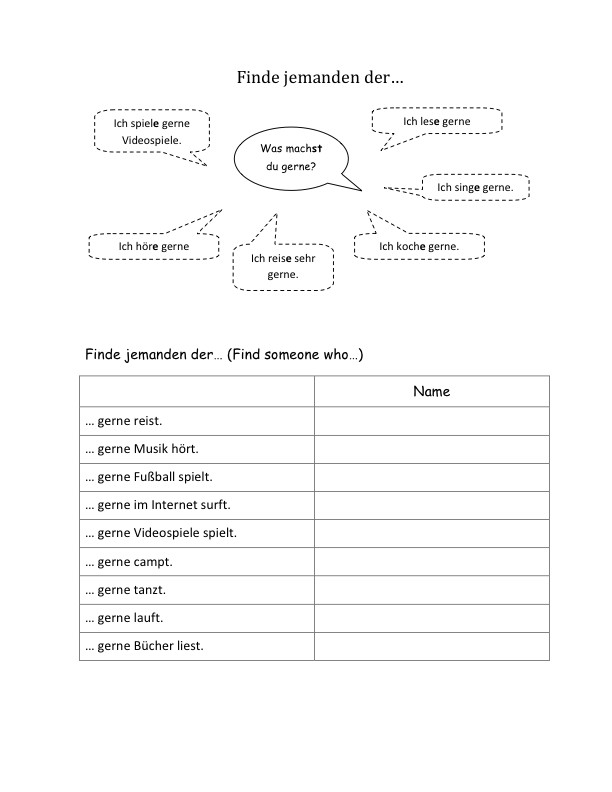 Finde jemanden der…
Ich spiele gerne
Videospiele.
Ich lese gerne
Was machst
du gerne?
Ich singe gerne.
Ich höre gerne
Ich reise sehr
gerne.
Ich koche gerne.
Finde jemanden der… (Find someone who…)
Name
… gerne reist.
… gerne Musik hört.
… gerne Fußball spielt.
… gerne im Internet surft.
… gerne Videospiele spielt.
… gerne campt.
… gerne tanzt.
… gerne lauft.
… gerne Bücher liest.